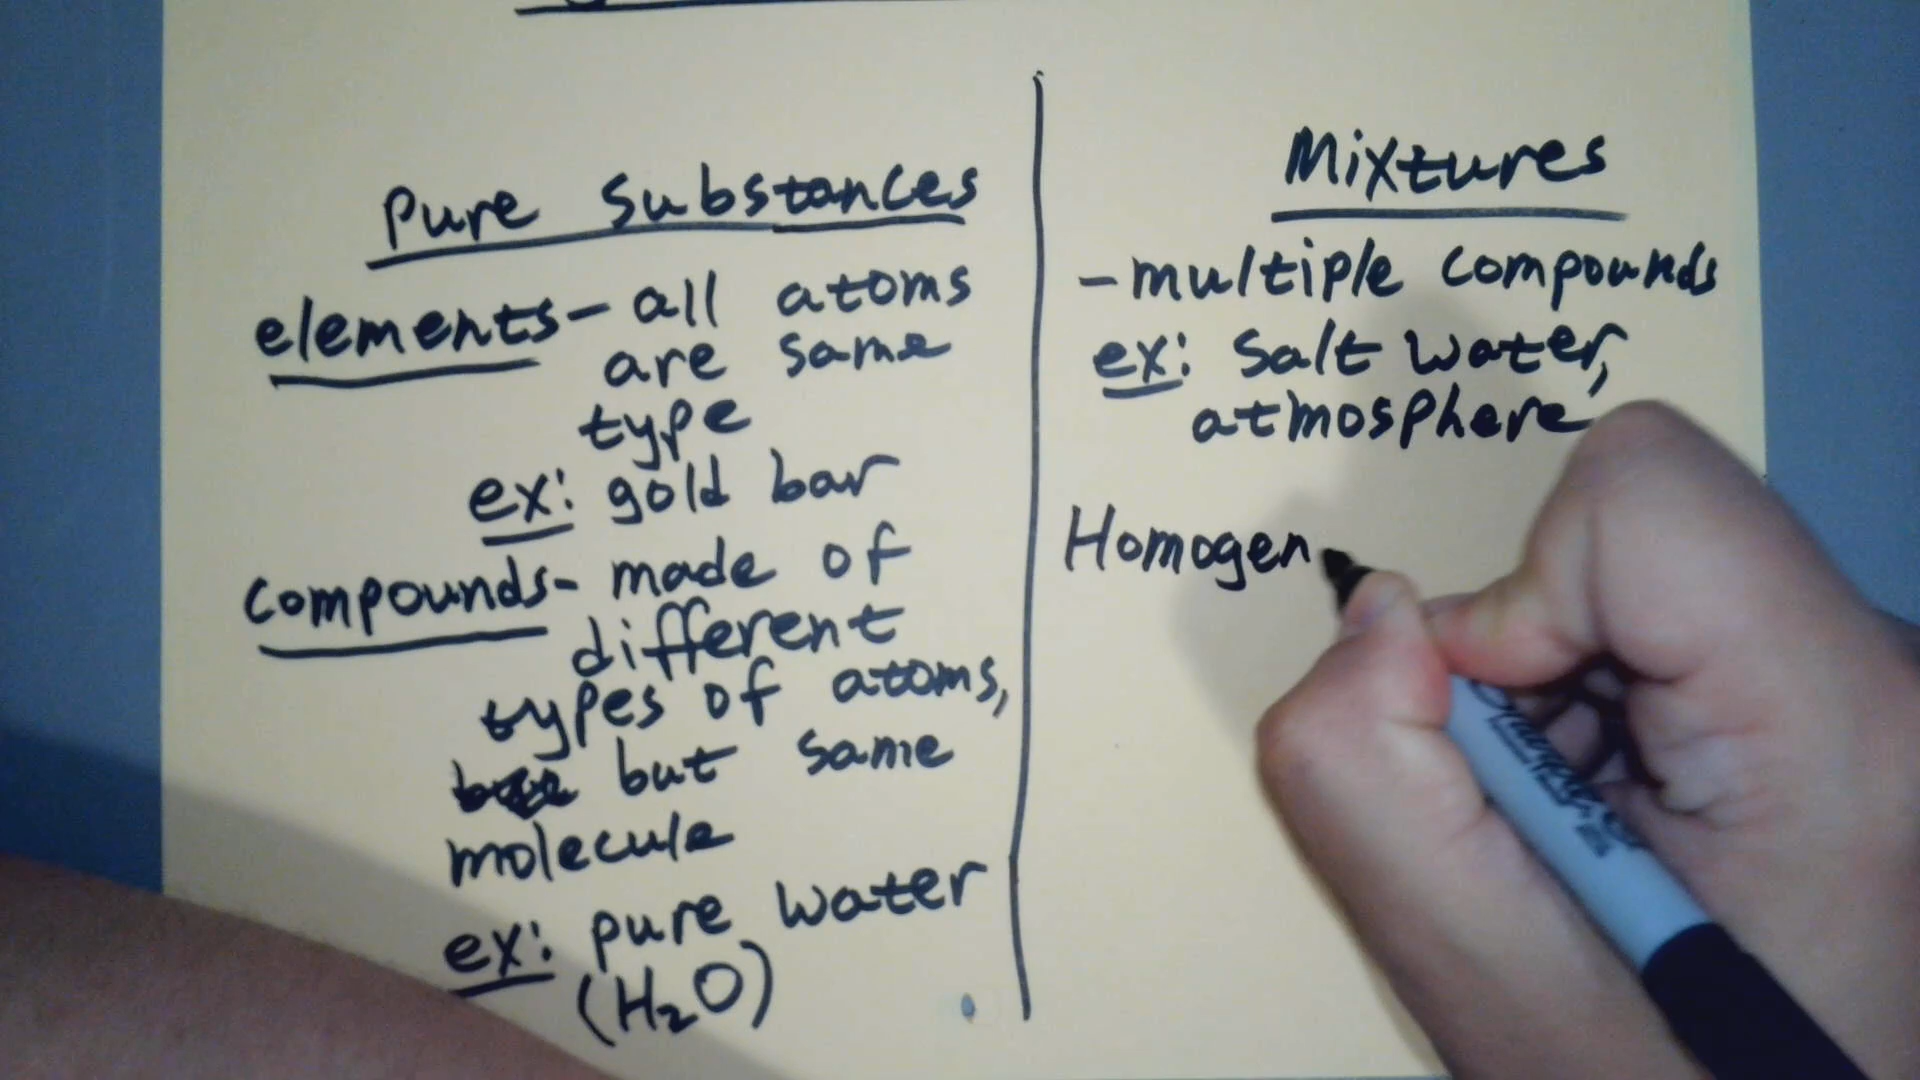 Pure Substances
elements - all atoms
are same
type
ex: gold bar
compounds - made of
different
types of atoms,
but same
molecule
ex: pure water
(H₂O)
Mixtures
- multiple compounds
ex: Salt water,
atmosphere
Homogen